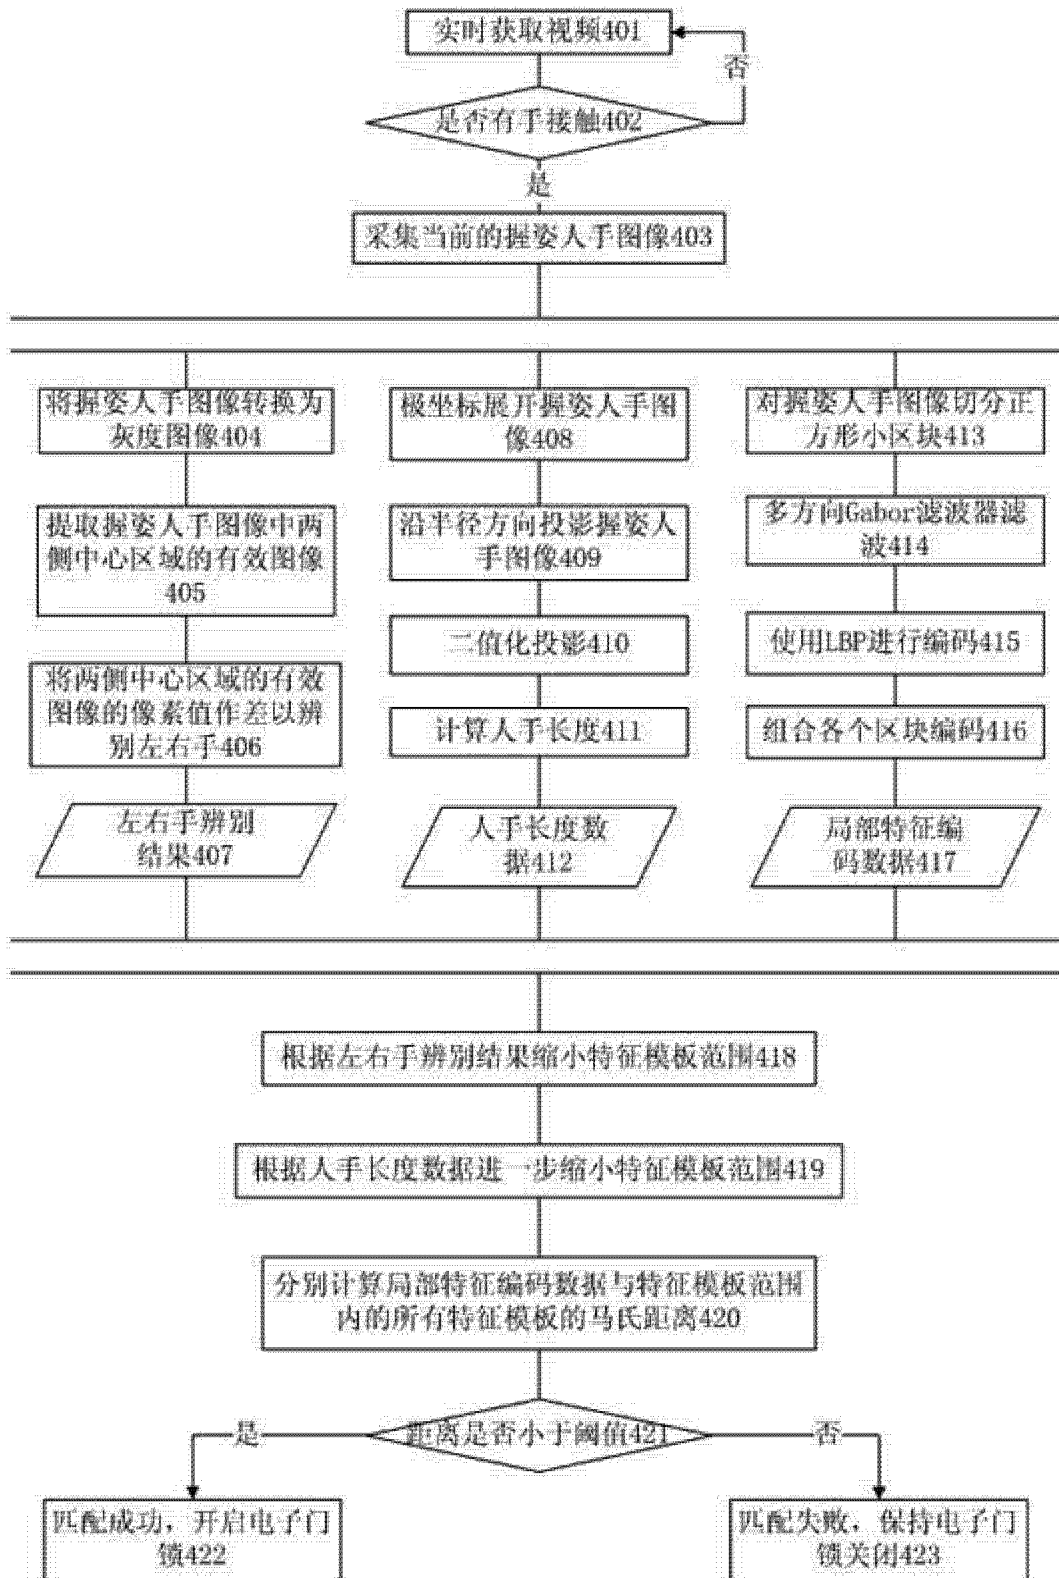 实时获取视频401
否
是否有手接触402
是
采集当前的握姿人手图像403
将握姿人手图像转换为
灰度图像404
提取握姿人手图像中两
侧中心区域的有效图像
405
将两侧中心区域的有效
图像的像素值作差以辨
别左右手406
左右手辨别
结果407
极坐标展开握姿人手图
像408
沿半径方向投影握姿人
手图像409
二值化投影410
计算人手长度411
人手长度数
据412
对握姿人手图像切分正
方形小区块413
多方向Gabor滤波器滤
波414
使用LBP进行编码415
组合各个区块编码416
局部特征编
码数据417
根据左右手辨别结果缩小特征模板范围418
根据人手长度数据进一步缩小特征模板范围419
分别计算局部特征编码数据与特征模板范围
内的所有特征模板的马氏距离420
距离是否小于阈值421
是
否
匹配成功，开启电子门
锁422
匹配失败，保持电子门
锁关闭423